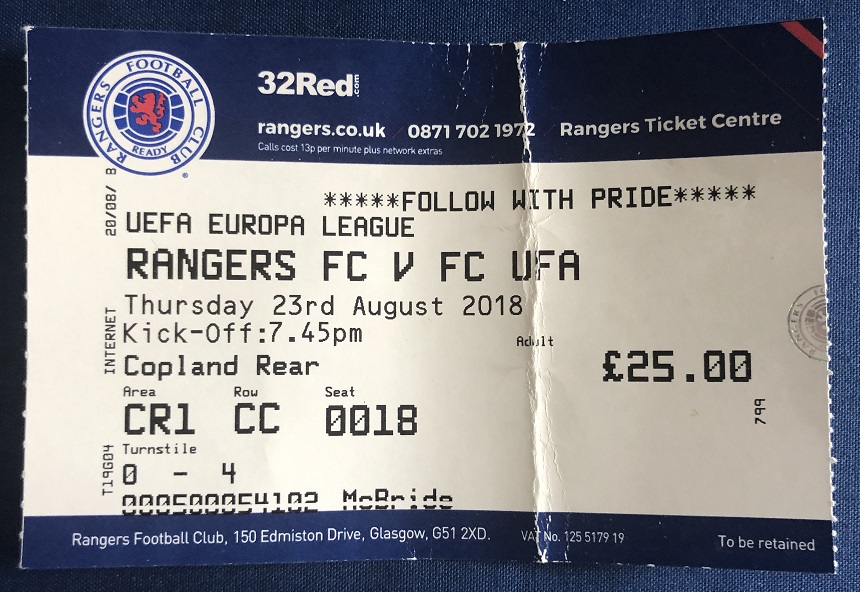 RANGERS FOOTBALL CLUB
READY
32Red.com
rangers.co.uk / 0871 702 1972 / Rangers Ticket Centre
Calls cost 13p per minute plus network extras
*****FOLLOW WITH PRIDE*****
UEFA EUROPA LEAGUE
RANGERS FC V FC UFA
Thursday 23rd August 2018
Kick-Off:7.45pm
Adult
Copland Rear
£25.00
Area Row Seat
CR1 CC 0018
Turnstile
0 - 4
000500054102 McBride
20/08/ B
INTERNET
T19G04
799
Rangers Football Club, 150 Edmiston Drive, Glasgow, G51 2XD. VAT No. 125 5179 19
To be retained